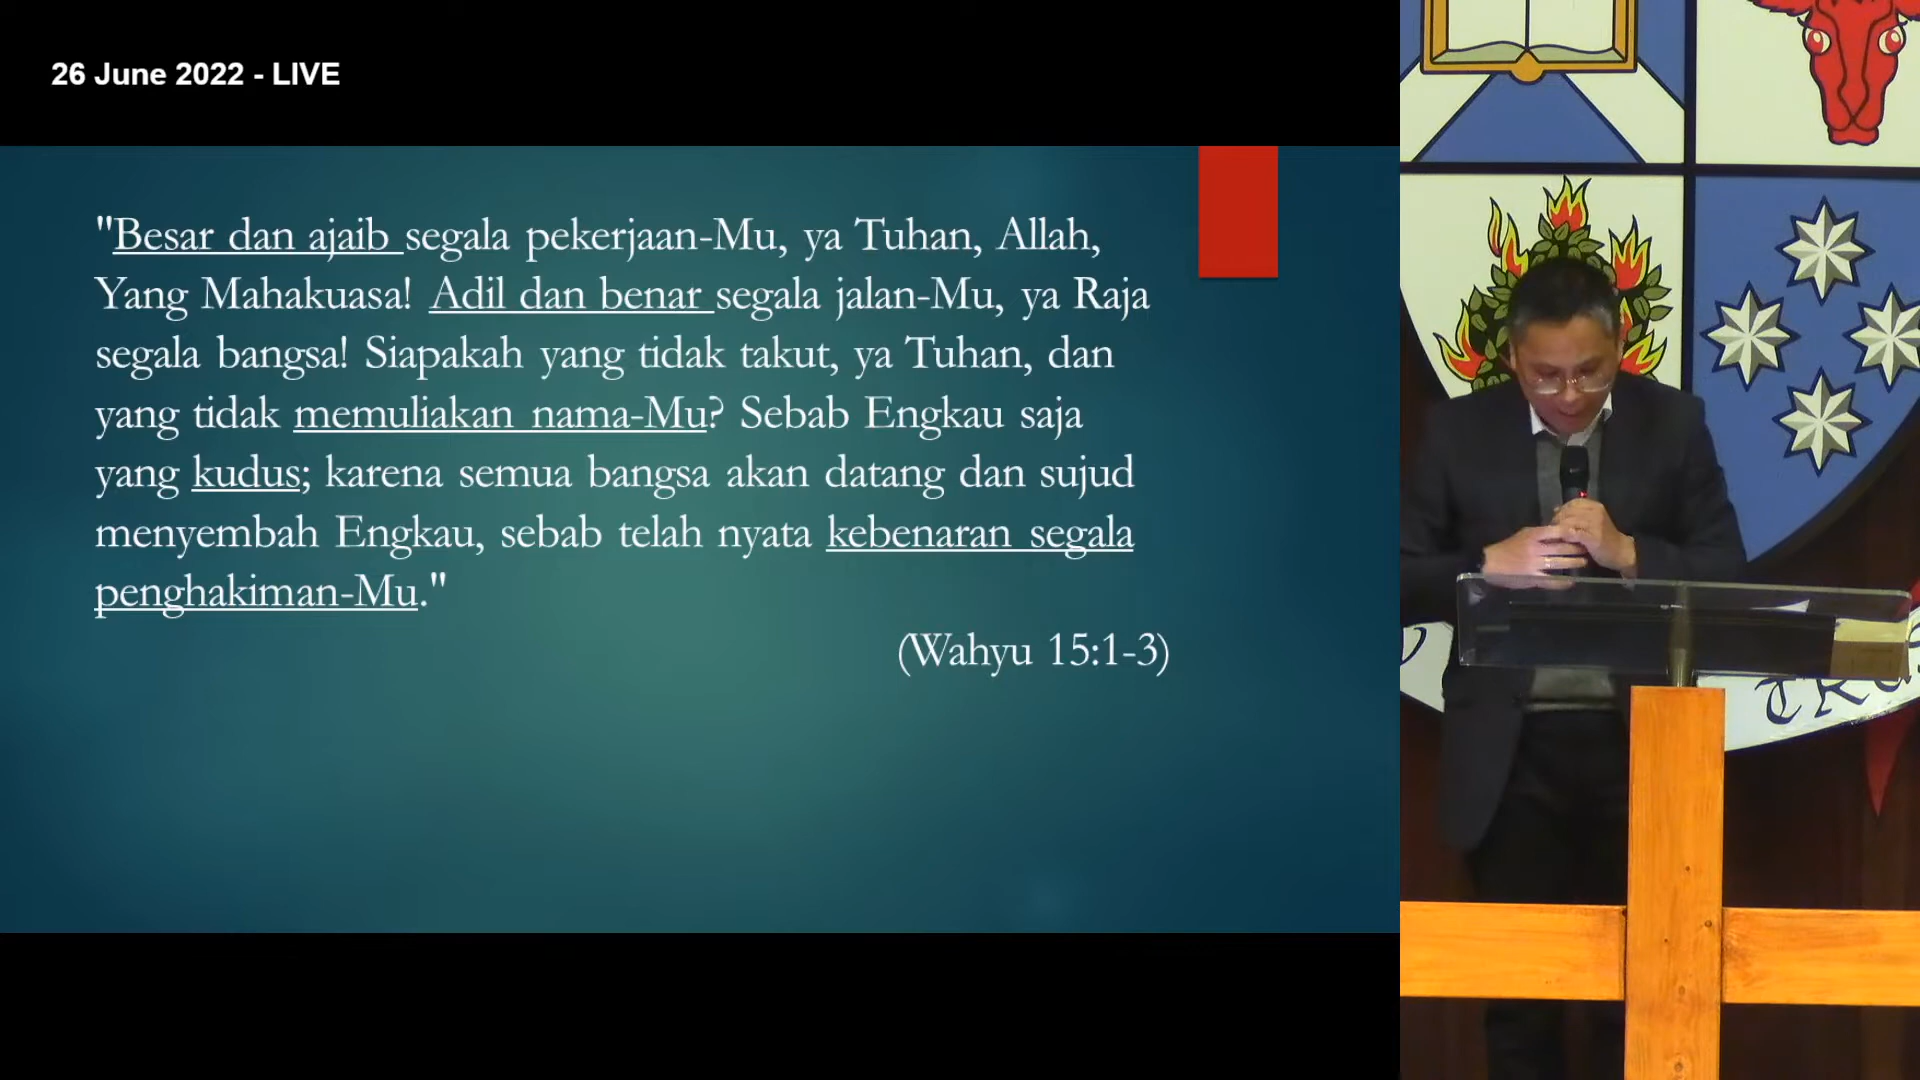 26 June 2022 - LIVE
"Besar dan ajaib segala pekerjaan-Mu, ya Tuhan, Allah,
Yang Mahakuasa! Adil dan benar segala jalan-Mu, ya Raja
segala bangsa! Siapakah yang tidak takut, ya Tuhan, dan
yang tidak memuliakan nama-Mu? Sebab Engkau saja
yang kudus; karena semua bangsa akan datang dan sujud
menyembah Engkau, sebab telah nyata kebenaran segala
penghakiman-Mu."
(Wahyu 15:1-3)